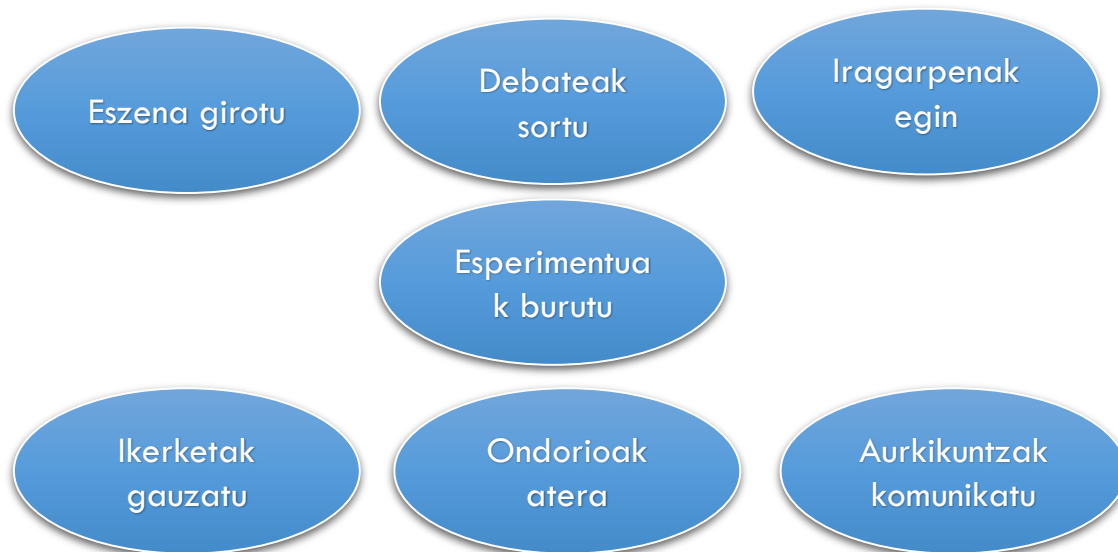 Eszena girotu
Debateak
sortu
Iragarpenak
egin
Esperimentua
k burutu
Ikerketak
gauzatu
Ondorioak
atera
Aurkikuntzak
komunikatu